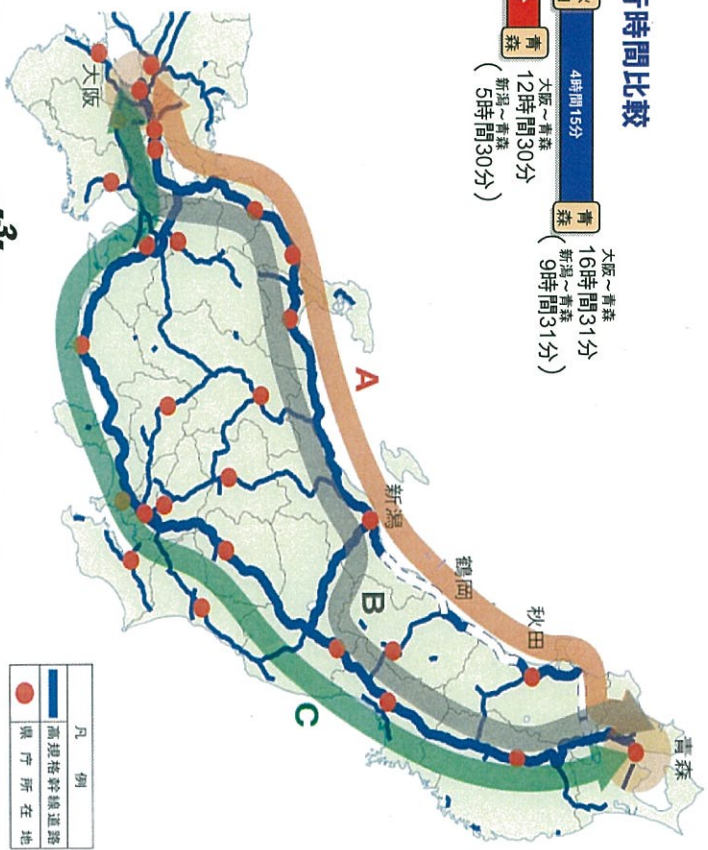 行時間比較
4時間15分
青森
大阪～青森
16時間31分
新潟～青森
(9時間31分)
青森
大阪～青森
12時間30分
新潟～青森
(5時間30分)
大阪
A
新潟
鶴岡
秋田
B
C
青森
凡例
高規格幹線道路
県庁所在地